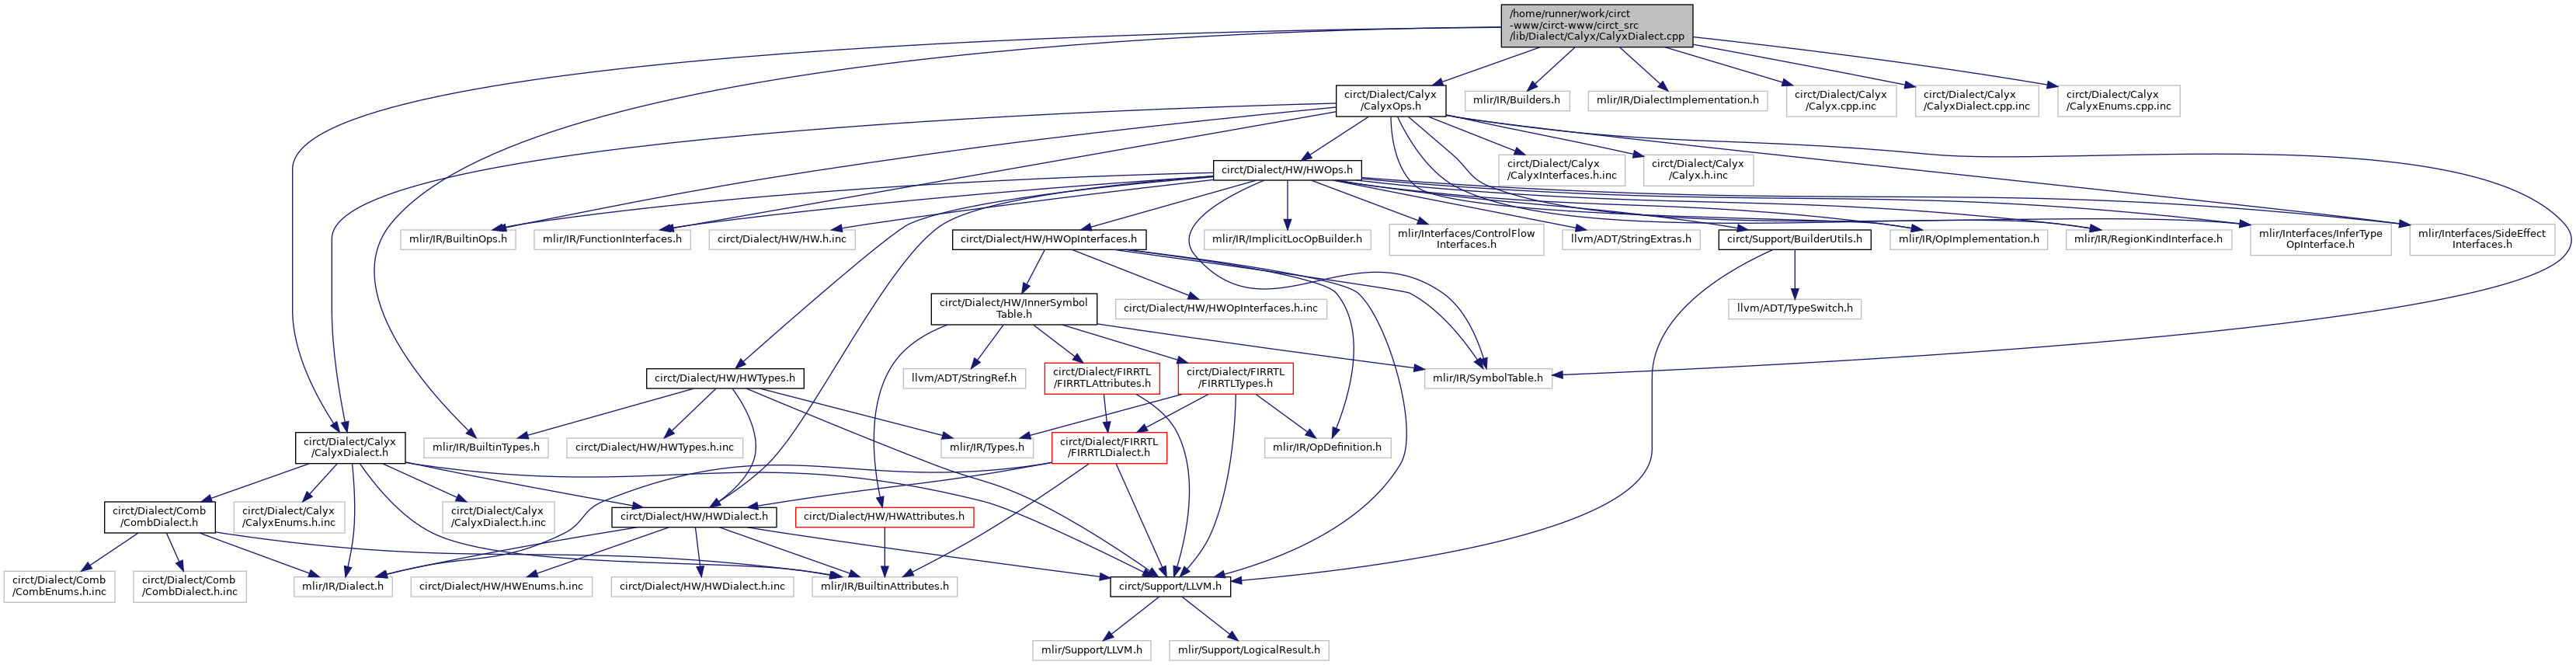 /home/runner/work/circt
-www/circt-www/circt_src
/lib/Dialect/Calyx/CalyxDialect.cpp
circt/Dialect/Calyx
/CalyxOps.h
mlir/IR/Builders.h
mlir/IR/DialectImplementation.h
circt/Dialect/Calyx
/Calyx.cpp.inc
circt/Dialect/Calyx
/CalyxDialect.cpp.inc
circt/Dialect/Calyx
/CalyxEnums.cpp.inc
circt/Dialect/HW/HWOps.h
circt/Dialect/Calyx
/CalyxInterfaces.h.inc
circt/Dialect/Calyx
/Calyx.h.inc
mlir/IR/BuiltinOps.h
mlir/IR/FunctionInterfaces.h
circt/Dialect/HW/HW.h.inc
circt/Dialect/HW/HWOpInterfaces.h
mlir/IR/ImplicitLocOpBuilder.h
mlir/Interfaces/ControlFlow
Interfaces.h
llvm/ADT/StringExtras.h
circt/Support/BuilderUtils.h
mlir/IR/OpImplementation.h
mlir/IR/RegionKindInterface.h
mlir/Interfaces/InferType
OpInterface.h
mlir/Interfaces/SideEffect
Interfaces.h
circt/Dialect/HW/InnerSymbol
Table.h
circt/Dialect/HW/HWOpInterfaces.h.inc
llvm/ADT/TypeSwitch.h
circt/Dialect/HW/HWTypes.h
llvm/ADT/StringRef.h
circt/Dialect/FIRRTL
/FIRRTLAttributes.h
circt/Dialect/FIRRTL
/FIRRTLTypes.h
mlir/IR/SymbolTable.h
circt/Dialect/Calyx
/CalyxDialect.h
mlir/IR/BuiltinTypes.h
circt/Dialect/HW/HWTypes.h.inc
mlir/IR/Types.h
circt/Dialect/FIRRTL
/FIRRTLDialect.h
mlir/IR/OpDefinition.h
circt/Dialect/Comb
/CombDialect.h
circt/Dialect/Calyx
/CalyxEnums.h.inc
circt/Dialect/Calyx
/CalyxDialect.h.inc
circt/Dialect/HW/HWDialect.h
circt/Dialect/HW/HWAttributes.h
circt/Dialect/Comb
/CombEnums.h.inc
circt/Dialect/Comb
/CombDialect.h.inc
mlir/IR/Dialect.h
circt/Dialect/HW/HWEnums.h.inc
circt/Dialect/HW/HWDialect.h.inc
mlir/IR/BuiltinAttributes.h
circt/Support/LLVM.h
mlir/Support/LLVM.h
mlir/Support/LogicalResult.h